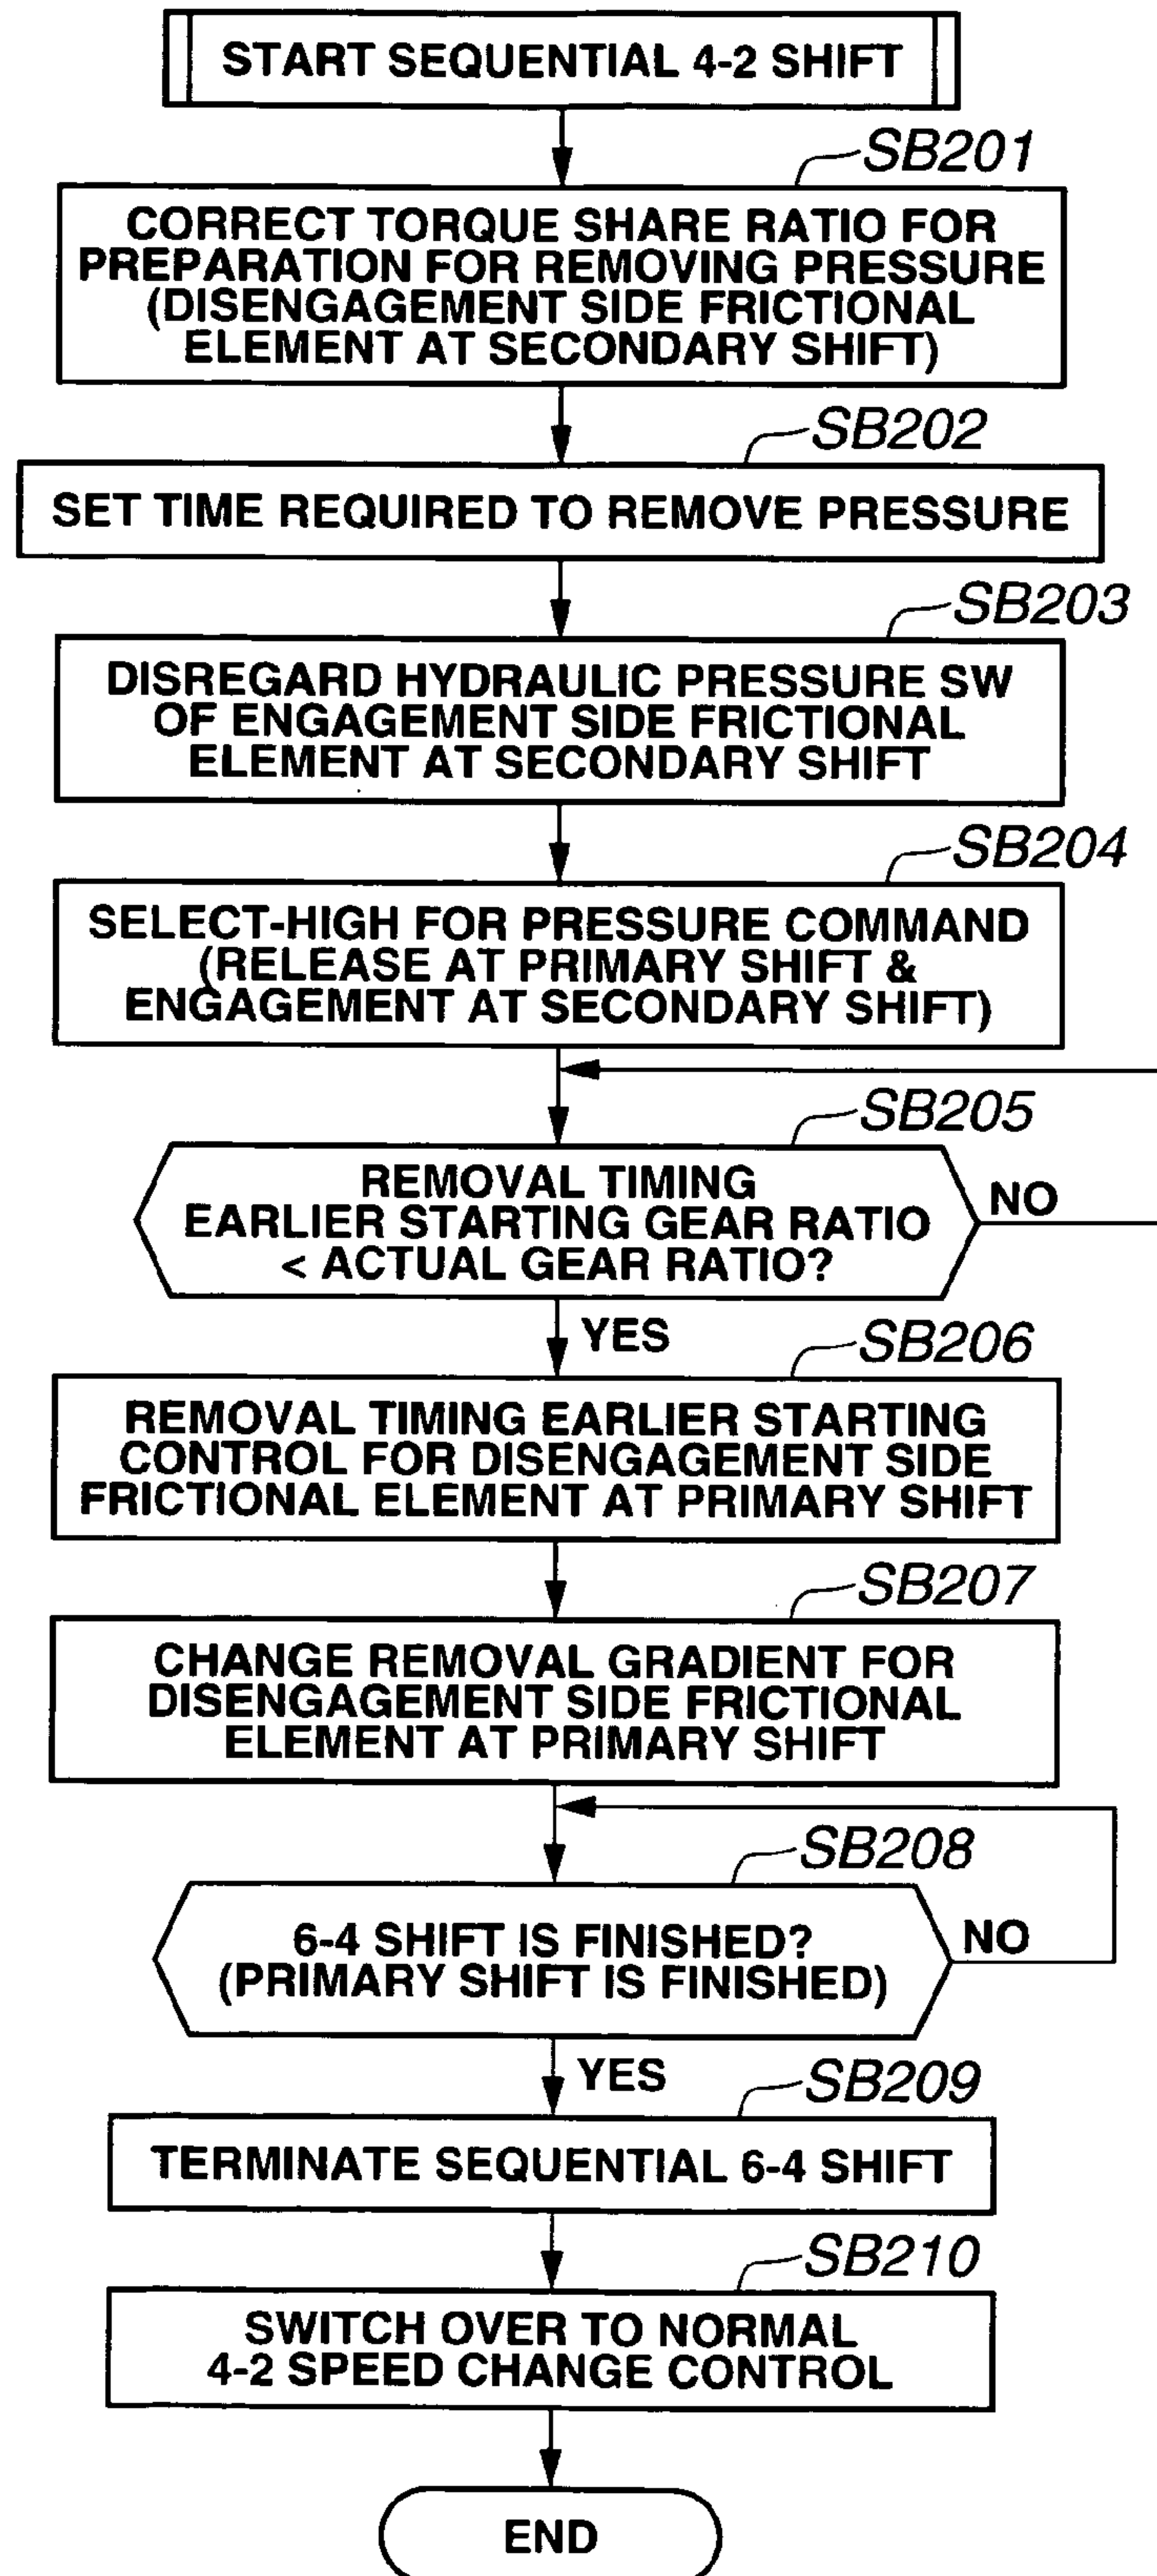 START SEQUENTIAL 4-2 SHIFT
SB201
CORRECT TORQUE SHARE RATIO FOR
PREPARATION FOR REMOVING PRESSURE
(DISENGAGEMENT SIDE FRICTIONAL
ELEMENT AT SECONDARY SHIFT)
SB202
SET TIME REQUIRED TO REMOVE PRESSURE
SB203
DISREGARD HYDRAULIC PRESSURE SW
OF ENGAGEMENT SIDE FRICTIONAL
ELEMENT AT SECONDARY SHIFT
SB204
SELECT-HIGH FOR PRESSURE COMMAND
(RELEASE AT PRIMARY SHIFT &
ENGAGEMENT AT SECONDARY SHIFT)
SB205
REMOVAL TIMING
EARLIER STARTING GEAR RATIO
< ACTUAL GEAR RATIO?
NO
YES
SB206
REMOVAL TIMING EARLIER STARTING
CONTROL FOR DISENGAGEMENT SIDE
FRICTIONAL ELEMENT AT PRIMARY SHIFT
SB207
CHANGE REMOVAL GRADIENT FOR
DISENGAGEMENT SIDE FRICTIONAL
ELEMENT AT PRIMARY SHIFT
SB208
6-4 SHIFT IS FINISHED?
(PRIMARY SHIFT IS FINISHED)
NO
YES
SB209
TERMINATE SEQUENTIAL 6-4 SHIFT
SB210
SWITCH OVER TO NORMAL
4-2 SPEED CHANGE CONTROL
END